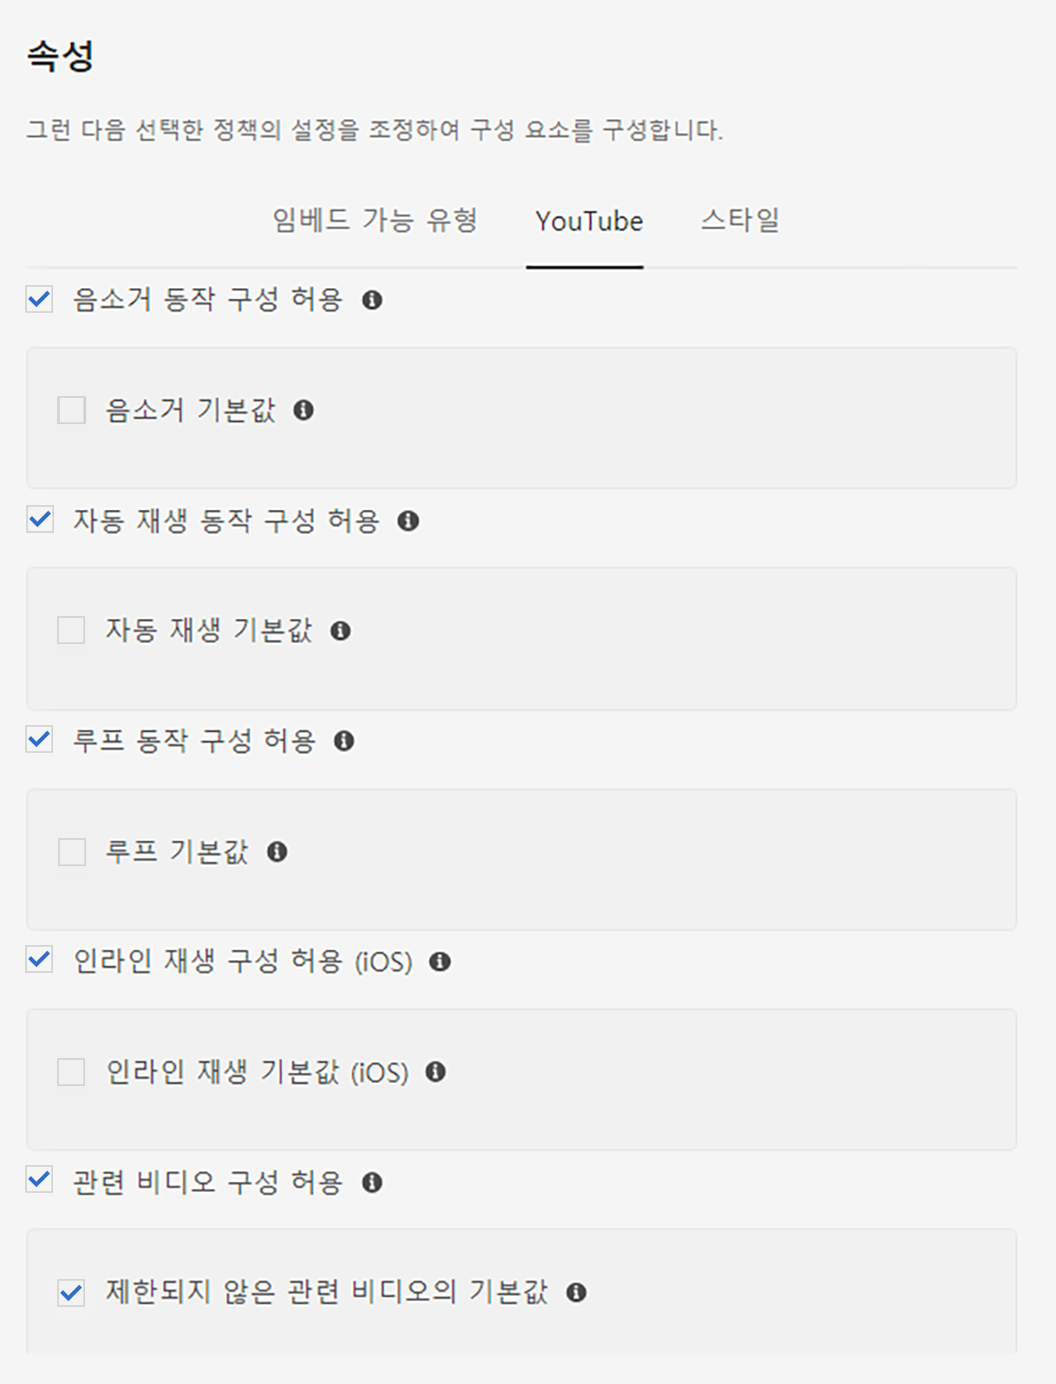 속성
그런 다음 선택한 정책의 설정을 조정하여 구성 요소를 구성합니다.
임베드 가능 유형 YouTube 스타일
음소거 동작 구성 허용
음소거 기본값
자동 재생 동작 구성 허용
자동 재생 기본값
루프 동작 구성 허용
루프 기본값
인라인 재생 구성 허용 (iOS)
인라인 재생 기본값 (iOS)
관련 비디오 구성 허용
제한되지 않은 관련 비디오의 기본값